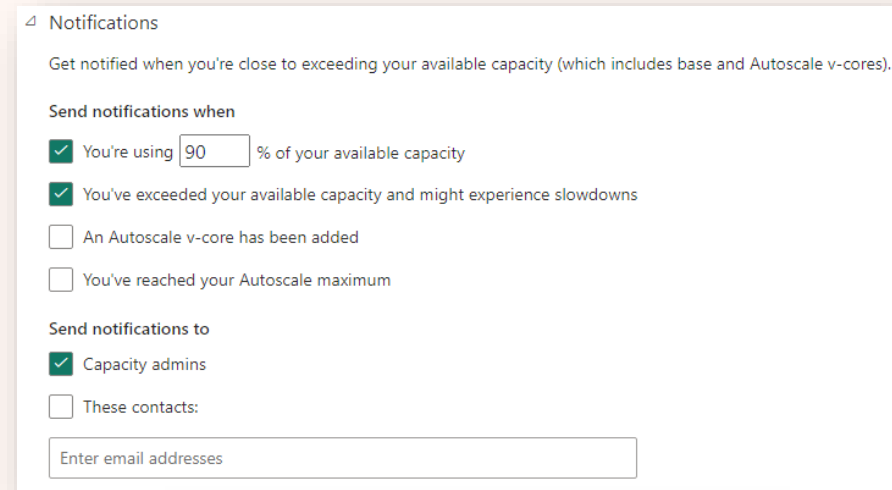 Notifications
Get notified when you're close to exceeding your available capacity (which includes base and Autoscale v-cores).
Send notifications when
You're using 90 % of your available capacity
You've exceeded your available capacity and might experience slowdowns
An Autoscale v-core has been added
You've reached your Autoscale maximum
Send notifications to
Capacity admins
These contacts:
Enter email addresses